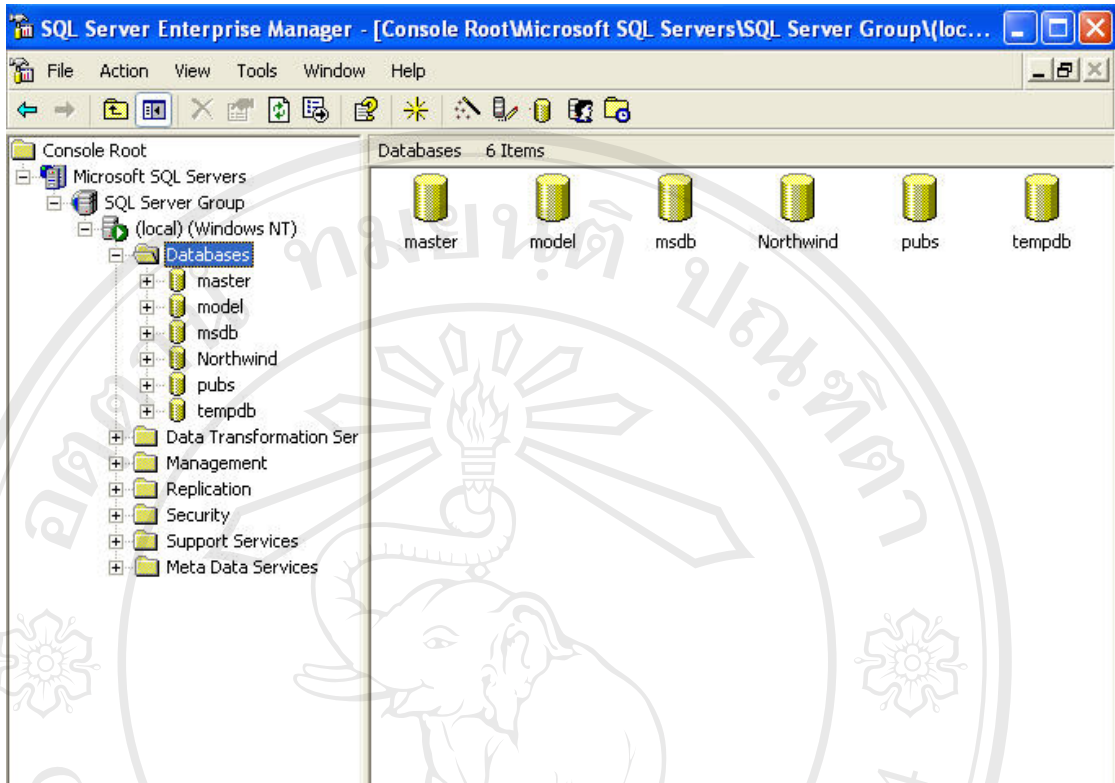 SQL Server Enterprise Manager - [Console Root\Microsoft SQL Servers\SQL Server Group\(loc...
File Action View Tools Window Help
Console Root
Microsoft SQL Servers
SQL Server Group
(local) (Windows NT)
Databases
master
model
msdb
Northwind
pubs
tempdb
Data Transformation Ser
Management
Replication
Security
Support Services
Meta Data Services
Databases 6 Items
master model msdb Northwind pubs tempdb